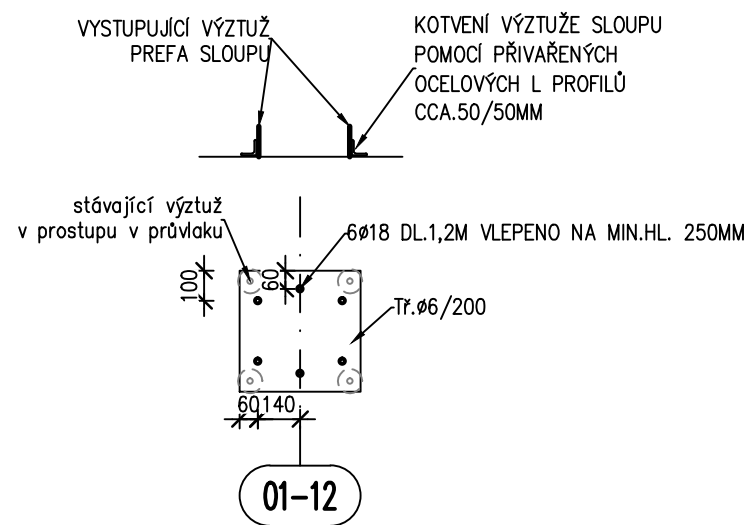 VYSTUPUJÍCÍ VÝZTUŽ
PREFA SLOUPU
KOTVENÍ VÝZTUŽE SLOUPU
POMOCÍ PŘIVAŘENÝCH
OCELOVÝCH L PROFILŮ
CCA.50/50MM
stávající výztuž
v prostupu v průvlaku
6ø18 DL.1,2M VLEPENO NA MIN.HL. 250MM
100
60
Tř.ø6/200
60
140
01-12